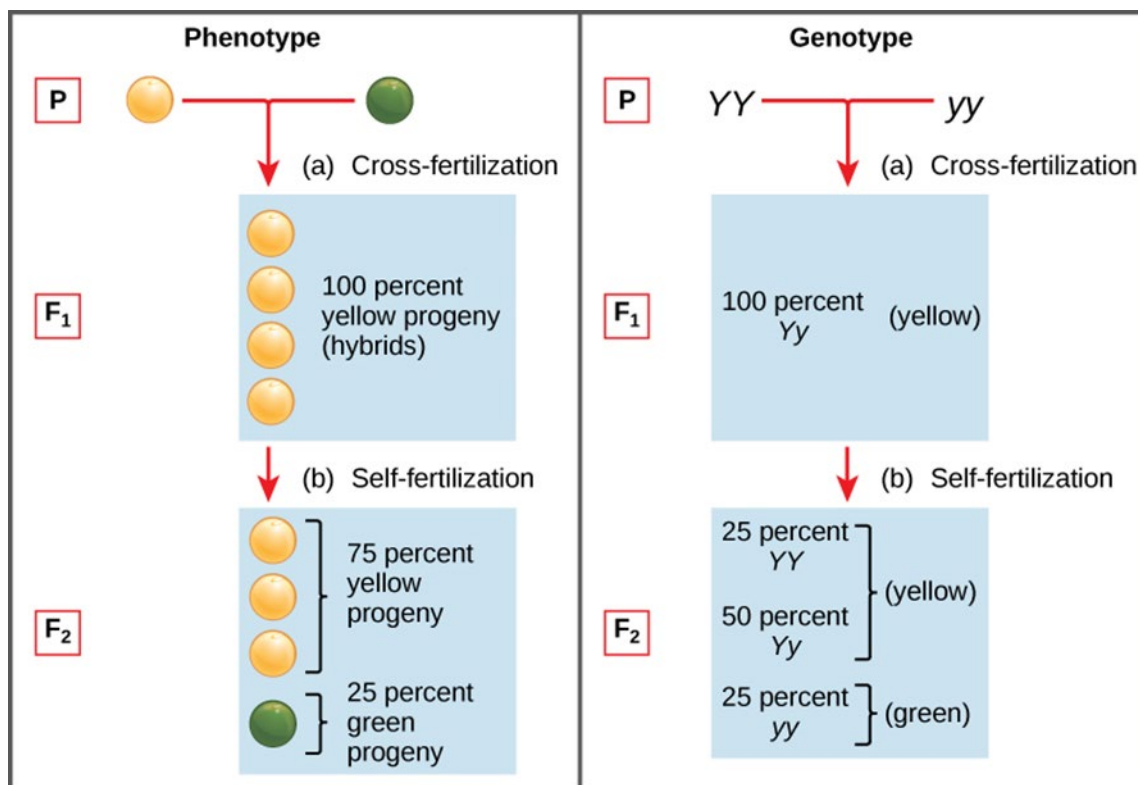 Phenotype
P
(a) Cross-fertilization
F₁
100 percent
yellow progeny
(hybrids)
(b) Self-fertilization
F₂
75 percent
yellow
progeny
25 percent
green
progeny
Genotype
P
YY
yy
(a) Cross-fertilization
F₁
100 percent
Yy
(yellow)
(b) Self-fertilization
F₂
25 percent
YY
(yellow)
50 percent
Yy
25 percent
yy
(green)